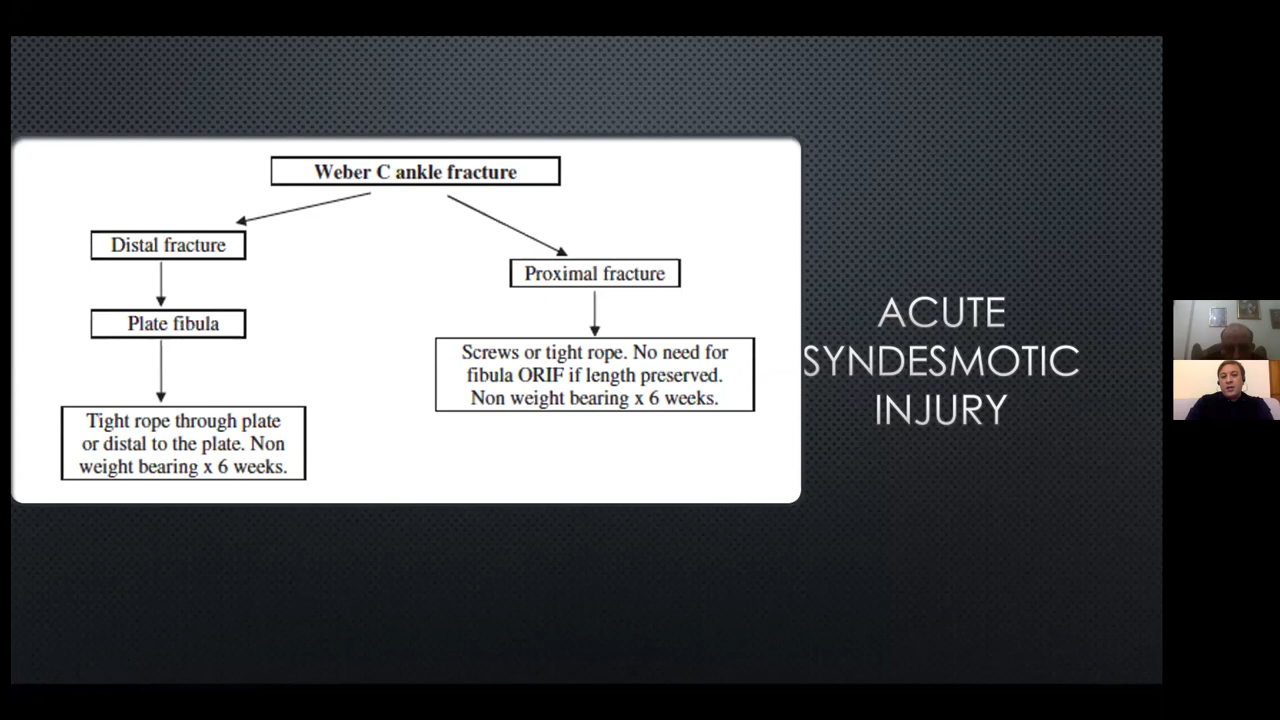 Weber C ankle fracture
Distal fracture
Proximal fracture
Plate fibula
Screws or tight rope. No need for
fibula ORIF if length preserved.
Non weight bearing x 6 weeks.
Tight rope through plate
or distal to the plate. Non
weight bearing x 6 weeks.
ACUTE
SYNDESMOTIC
INJURY